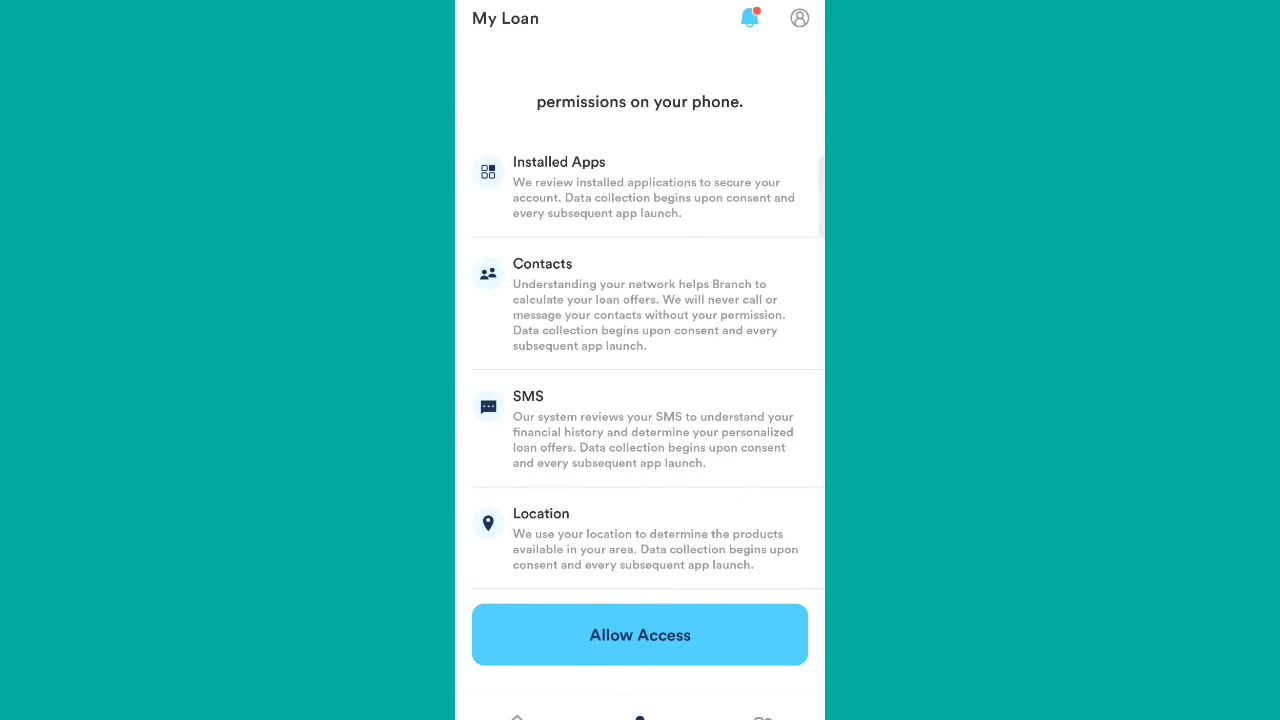 My Loan
permissions on your phone.
Installed Apps
We review installed applications to secure your
account. Data collection begins upon consent and
every subsequent app launch.
Contacts
Understanding your network helps Branch to
calculate your loan offers. We will never call or
message your contacts without your permission.
Data collection begins upon consent and every
subsequent app launch.
SMS
Our system reviews your SMS to understand your
financial history and determine your personalized
loan offers. Data collection begins upon consent
and every subsequent app launch.
Location
We use your location to determine the products
available in your area. Data collection begins upon
consent and every subsequent app launch.
Allow Access